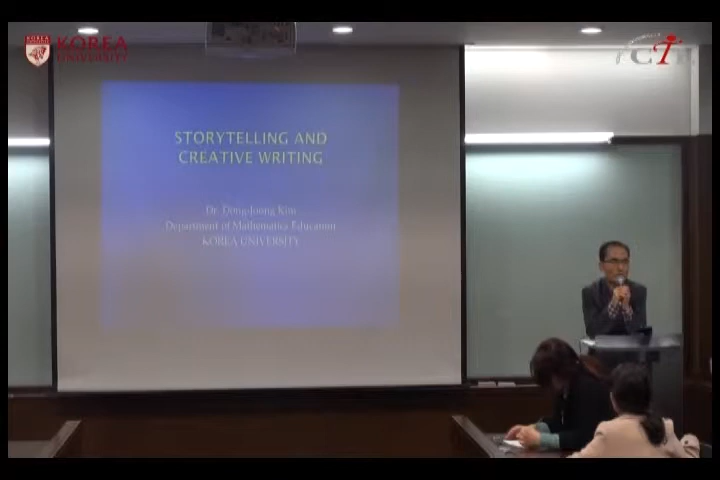 KOREA
UNIVERSITY
STORYTELLING AND
CREATIVE WRITING
Dr. Dong-Joong Kim
Department of Mathematics Education
KOREA UNIVERSITY